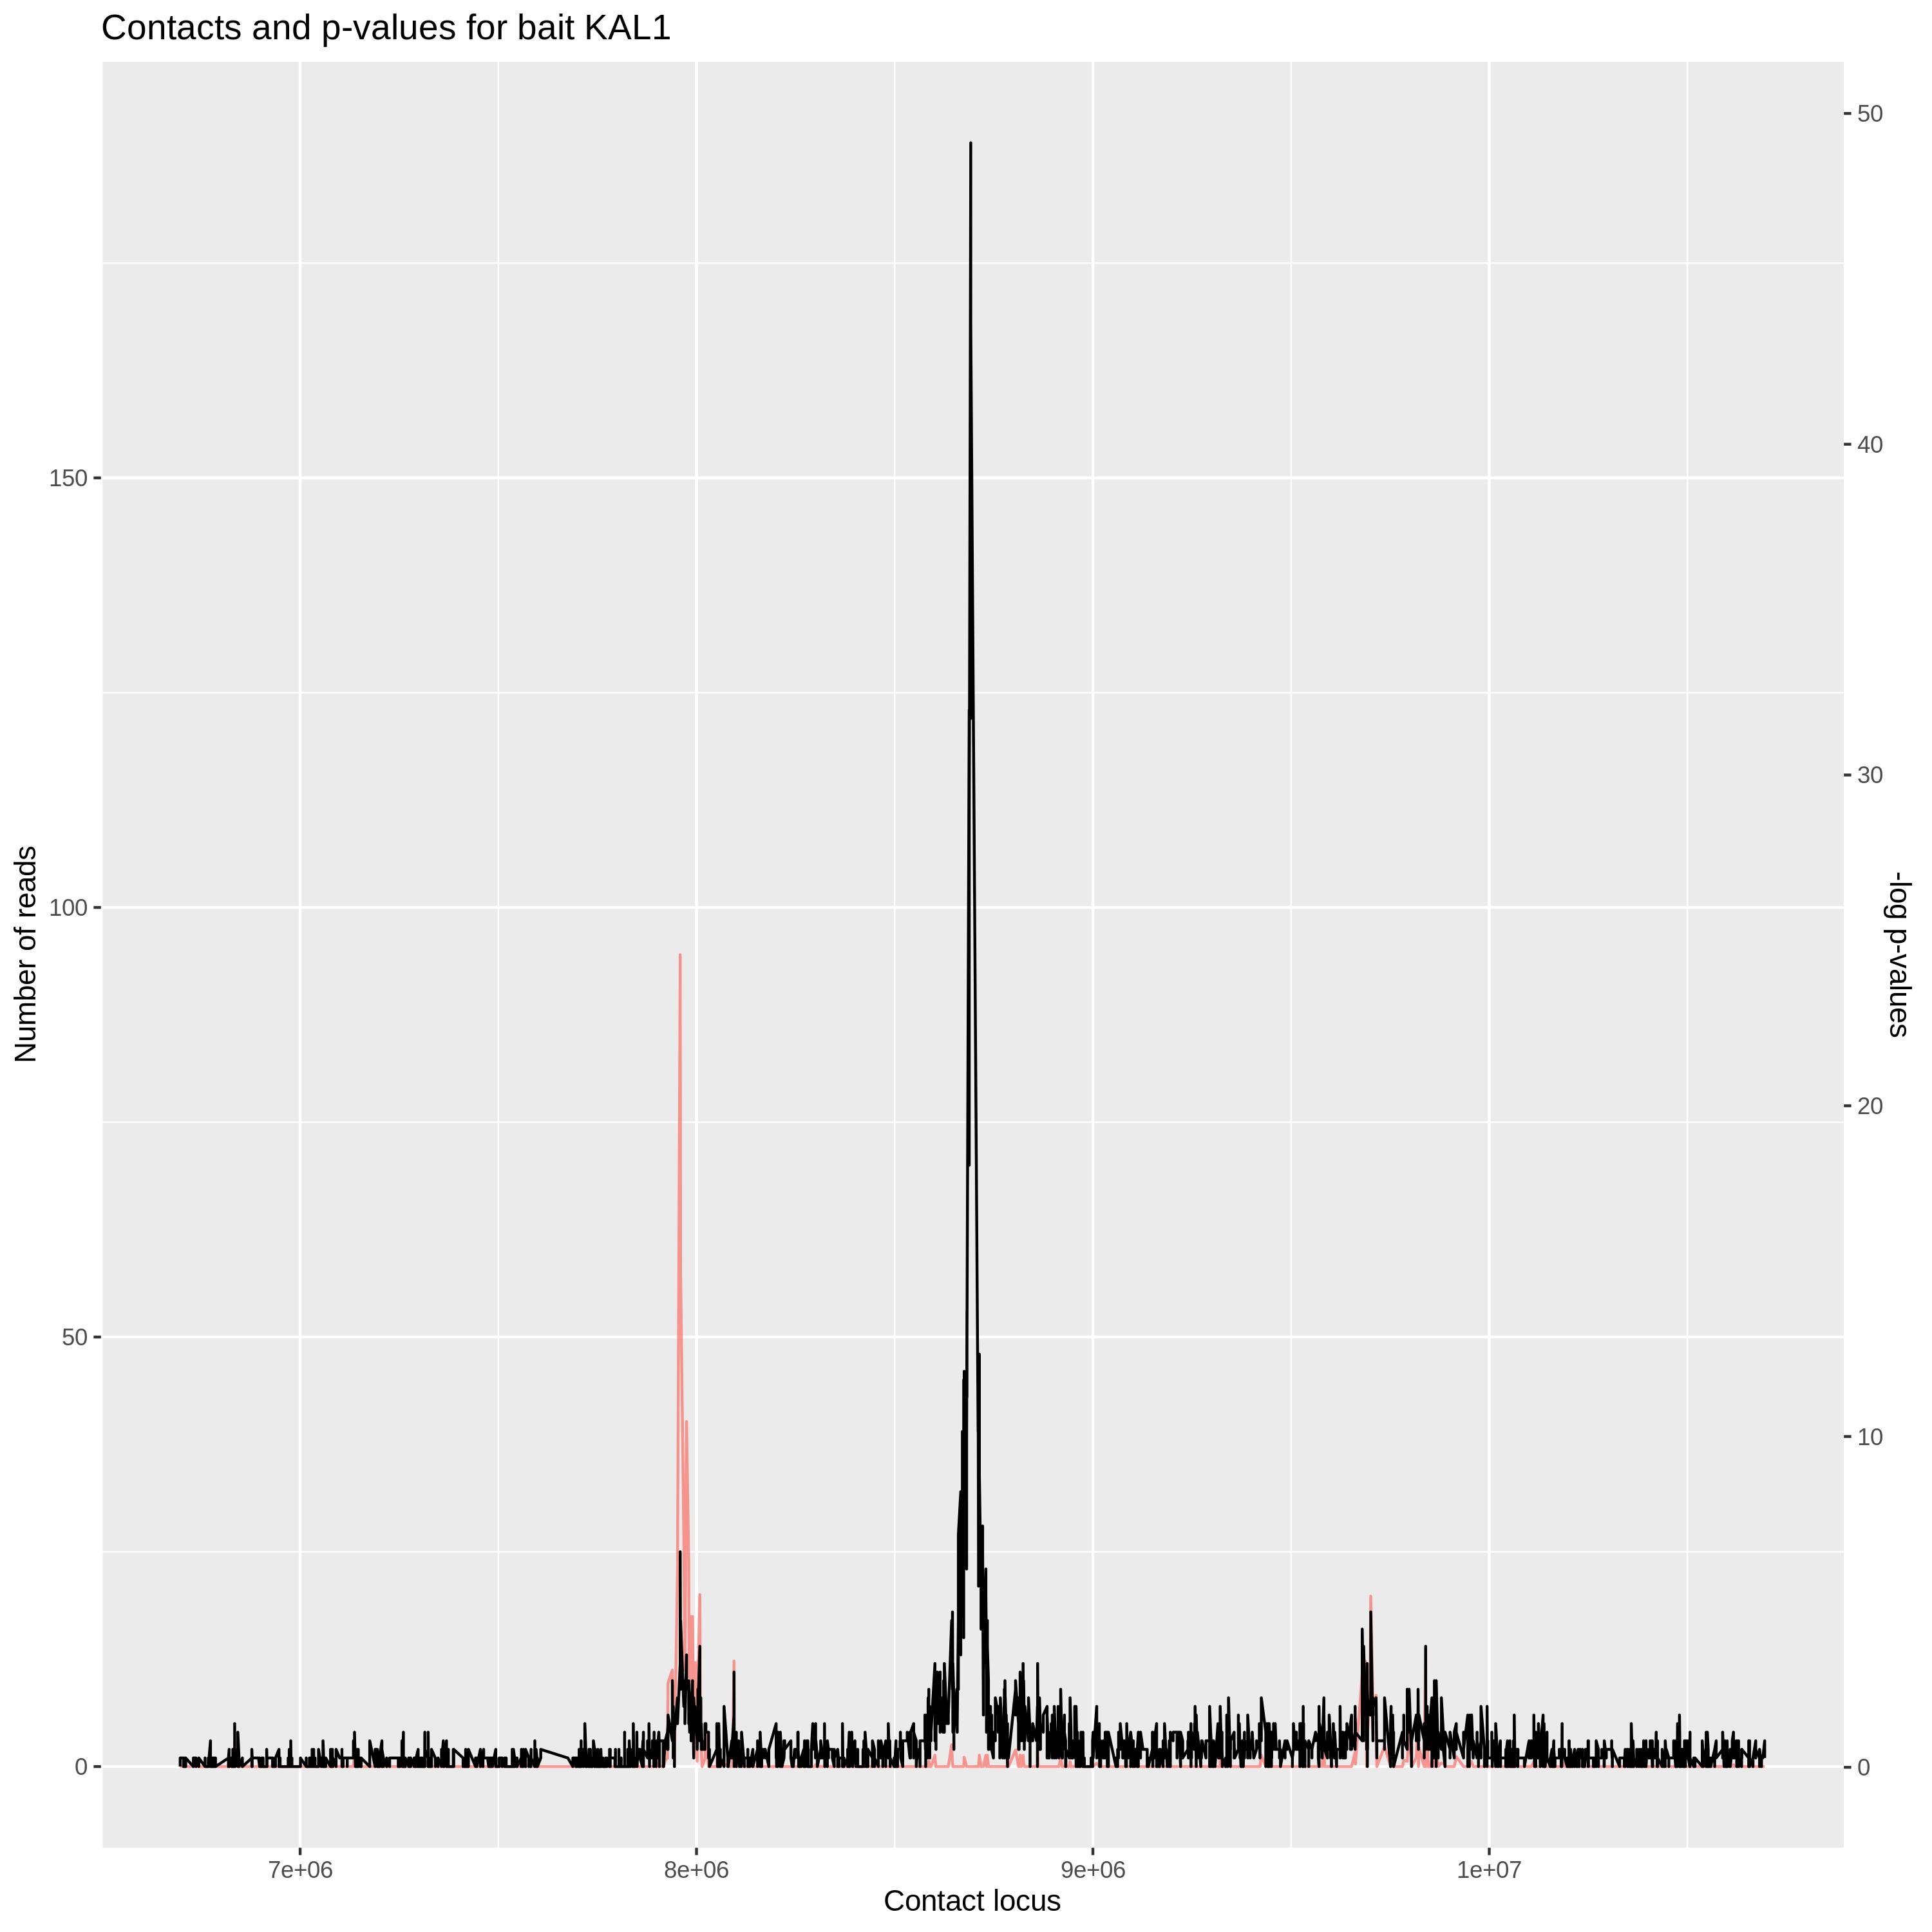 Contacts and p-values for bait KAL1
Number of reads
150
100
50
0
50
40
30
20
10
0
-log p-values
7e+06 8e+06 9e+06 1e+07
Contact locus